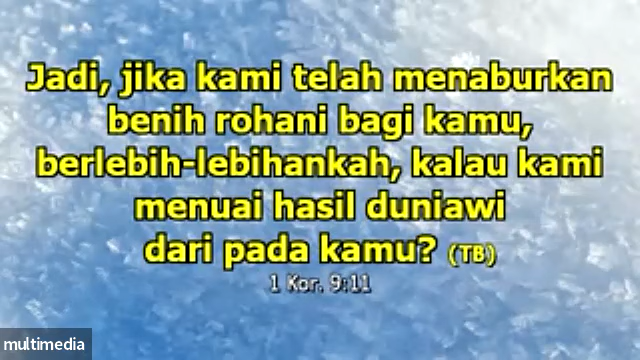 Jadi, jika kami telah menaburkan
benih rohani bagi kamu,
berlebih-lebihankah, kalau kami
menuai hasil duniawi
dari pada kamu? (TB)
1 Kor. 9:11
multimedia